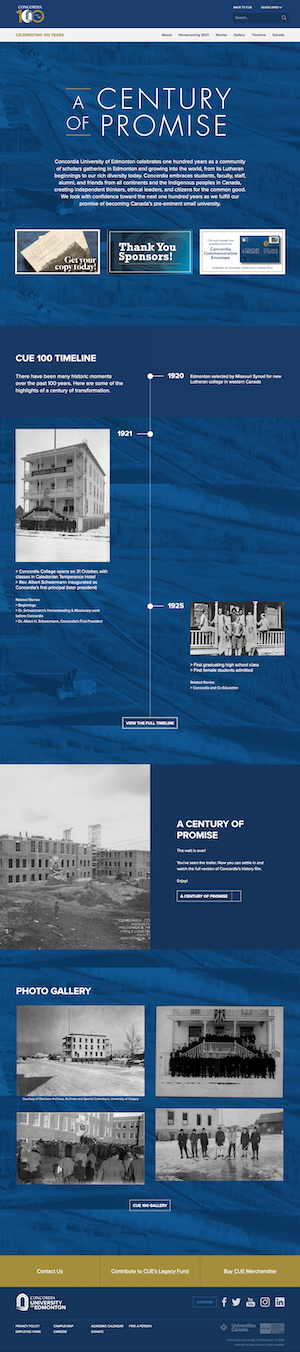 CONCORDIA
100
BACK TO CUE
QUICK LINKS
Search...
CELEBRATING 100 YEARS
About
Homecoming 2021
Stories
Gallery
Timeline
Donate
A CENTURY
OF PROMISE
Concordia University of Edmonton celebrates one hundred years as a community
of scholars gathering in Edmonton and growing into the world, from its Lutheran
beginnings to our rich diversity today. Concordia embraces students, faculty, staff,
alumni, and friends from all continents and the Indigenous peoples in Canada,
creating independent thinkers, ethical leaders, and citizens for the common good.
We look with confidence toward the next one hundred years as we fulfill our
promise of becoming Canada's pre-eminent small university.
Get your
copy today!
Thank You
Sponsors!
Concordia
Commemorative
Envelope
CUE 100 TIMELINE
There have been many historic moments
over the past 100 years. Here are some of the
highlights of a century of transformation.
1920
Edmonton selected by Missouri Synod for new
Lutheran college in western Canada
1921
> Concordia College opens on 31 October, with
classes in Caledonian Temperance Hotel
> Rev. Albert Schwermann inaugurated as
Concordia's first principal (later president)
Related Stories:
> Beginnings
> Dr. Schwermann's Homesteading & Missionary work
before Concordia
> Dr. Albert H. Schwermann, Concordia's First President
1925
> First graduating high school class
> First female students admitted
Related Stories:
> Concordia and Co-Education
VIEW THE FULL TIMELINE
A CENTURY OF
PROMISE
The wait is over!
You've seen the trailer. Now you can settle in and
watch the full version of Concordia's history film.
Enjoy!
A CENTURY OF PROMISE
PHOTO GALLERY
Courtesy of Glenbow Archives, Archives and Special Collections, University of Calgary
CUE 100 GALLERY
Contact Us
Contribute to CUE's Legacy Fund
Buy CUE Merchandise
CONCORDIA
UNIVERSITY
OF EDMONTON
SUBSCRIBE
PRIVACY POLICY
CAMPUS MAP
ACADEMIC CALENDAR
FIND A PERSON
EMPLOYEE HOME
CAREERS
DONATE
Universities
Canada.